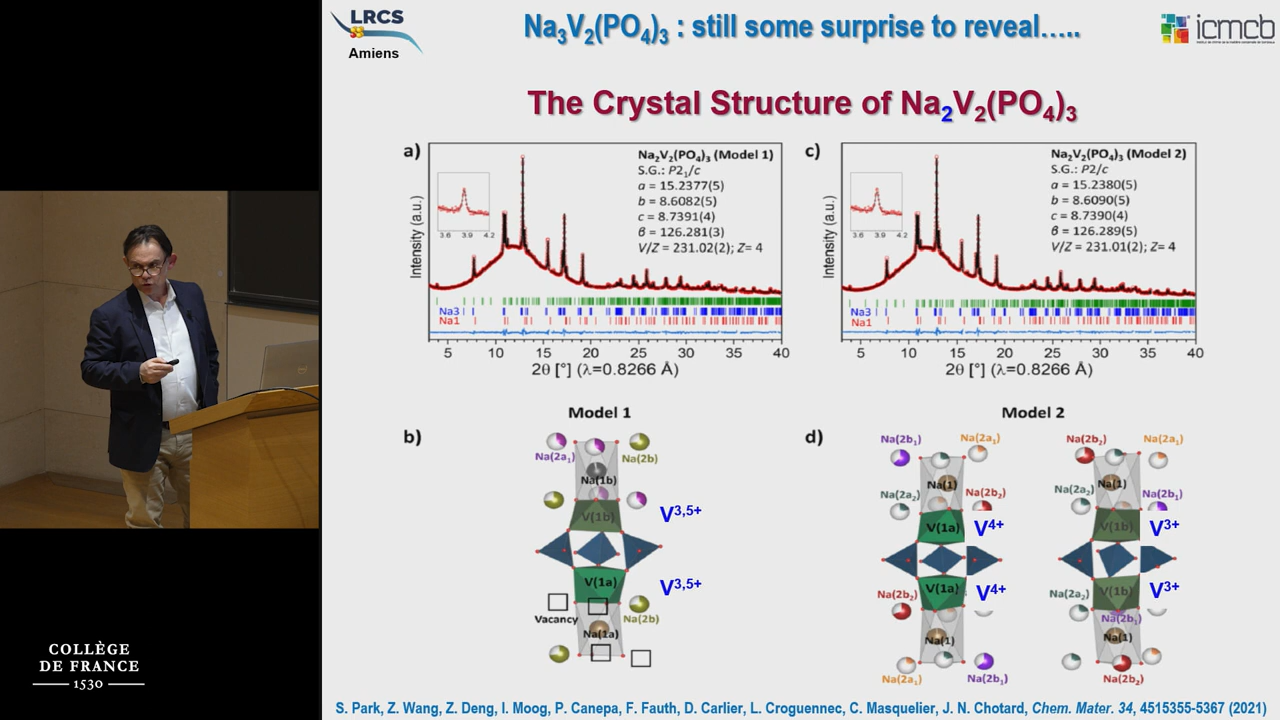 LRCS
Amiens
Na3V2(PO4)3 : still some surprise to reveal.....
icmcb
The Crystal Structure of Na2V2(PO4)3
a)
Na2V2(PO4)3 (Model 1)
S.G.: P21/c
a = 15.2377(5)
b = 8.6082(5)
c = 8.7391(4)
β = 126.281(3)
V/Z = 231.02(2); Z= 4
Intensity (a.u.)
3.6 3.9 4.2
Na3
Na1
5 10 15 20 25 30 35 40
2θ [°] (λ=0.8266 Å)
c)
Na2V2(PO4)3 (Model 2)
S.G.: P2/c
a = 15.2380(5)
b = 8.6090(5)
c = 8.7390(4)
β = 126.289(5)
V/Z = 231.01(2); Z= 4
Intensity (a.u.)
3.6 3.9 4.2
Na3
Na1
5 10 15 20 25 30 35 40
2θ [°] (λ=0.8266 Å)
Model 1
b)
Na(2a1)
Na(2b)
Na(1b)
V(1b)
V3,5+
V(1a)
V3,5+
Vacancy
Na(2b)
Na(1a)
Model 2
d)
Na(2b1)
Na(2a1)
Na(1)
Na(2a2)
Na(2b2)
V(1a)
V4+
V(1a)
V4+
Na(2b2)
Na(1)
Na(2a1)
Na(2b1)
Na(2b2)
Na(2a1)
Na(1)
Na(2a2)
Na(2b1)
V(1b)
V3+
V(1b)
V3+
Na(2a2)
Na(2b1)
Na(1)
Na(2b2)
COLLÈGE
DE FRANCE
1530
S. Park, Z. Wang, Z. Deng, I. Moog, P. Canepa, F. Fauth, D. Carlier, L. Croguennec, C. Masquelier, J. N. Chotard, Chem. Mater. 34, 4515355-5367 (2021)